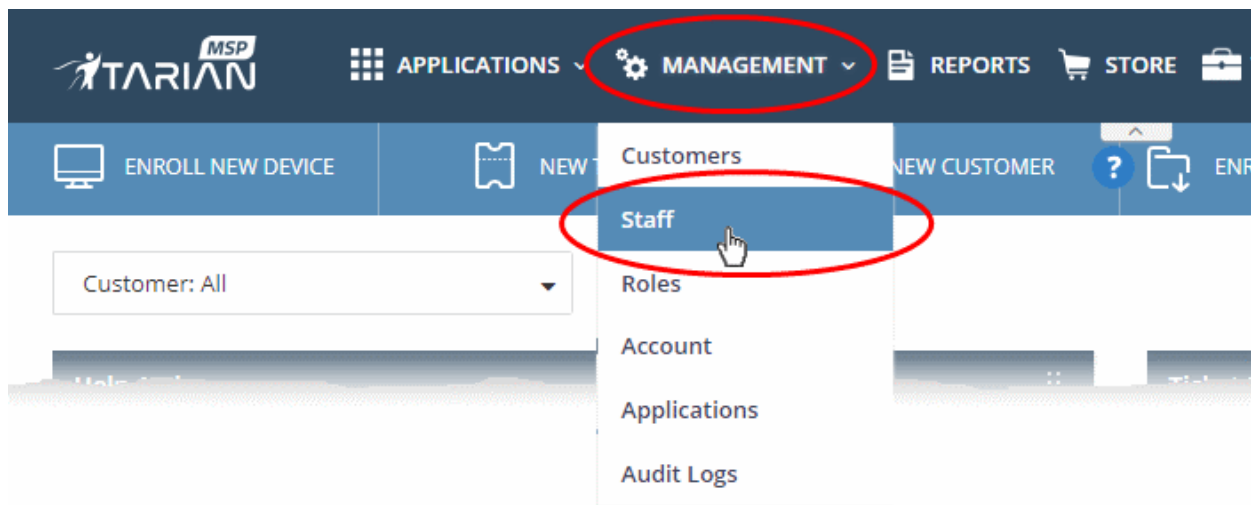 MSP
ITARIAN
APPLICATIONS
MANAGEMENT
REPORTS
STORE
ENROLL NEW DEVICE
NEW
NEW CUSTOMER
?
ENR
Customers
Staff
Roles
Account
Applications
Audit Logs
Customer: All